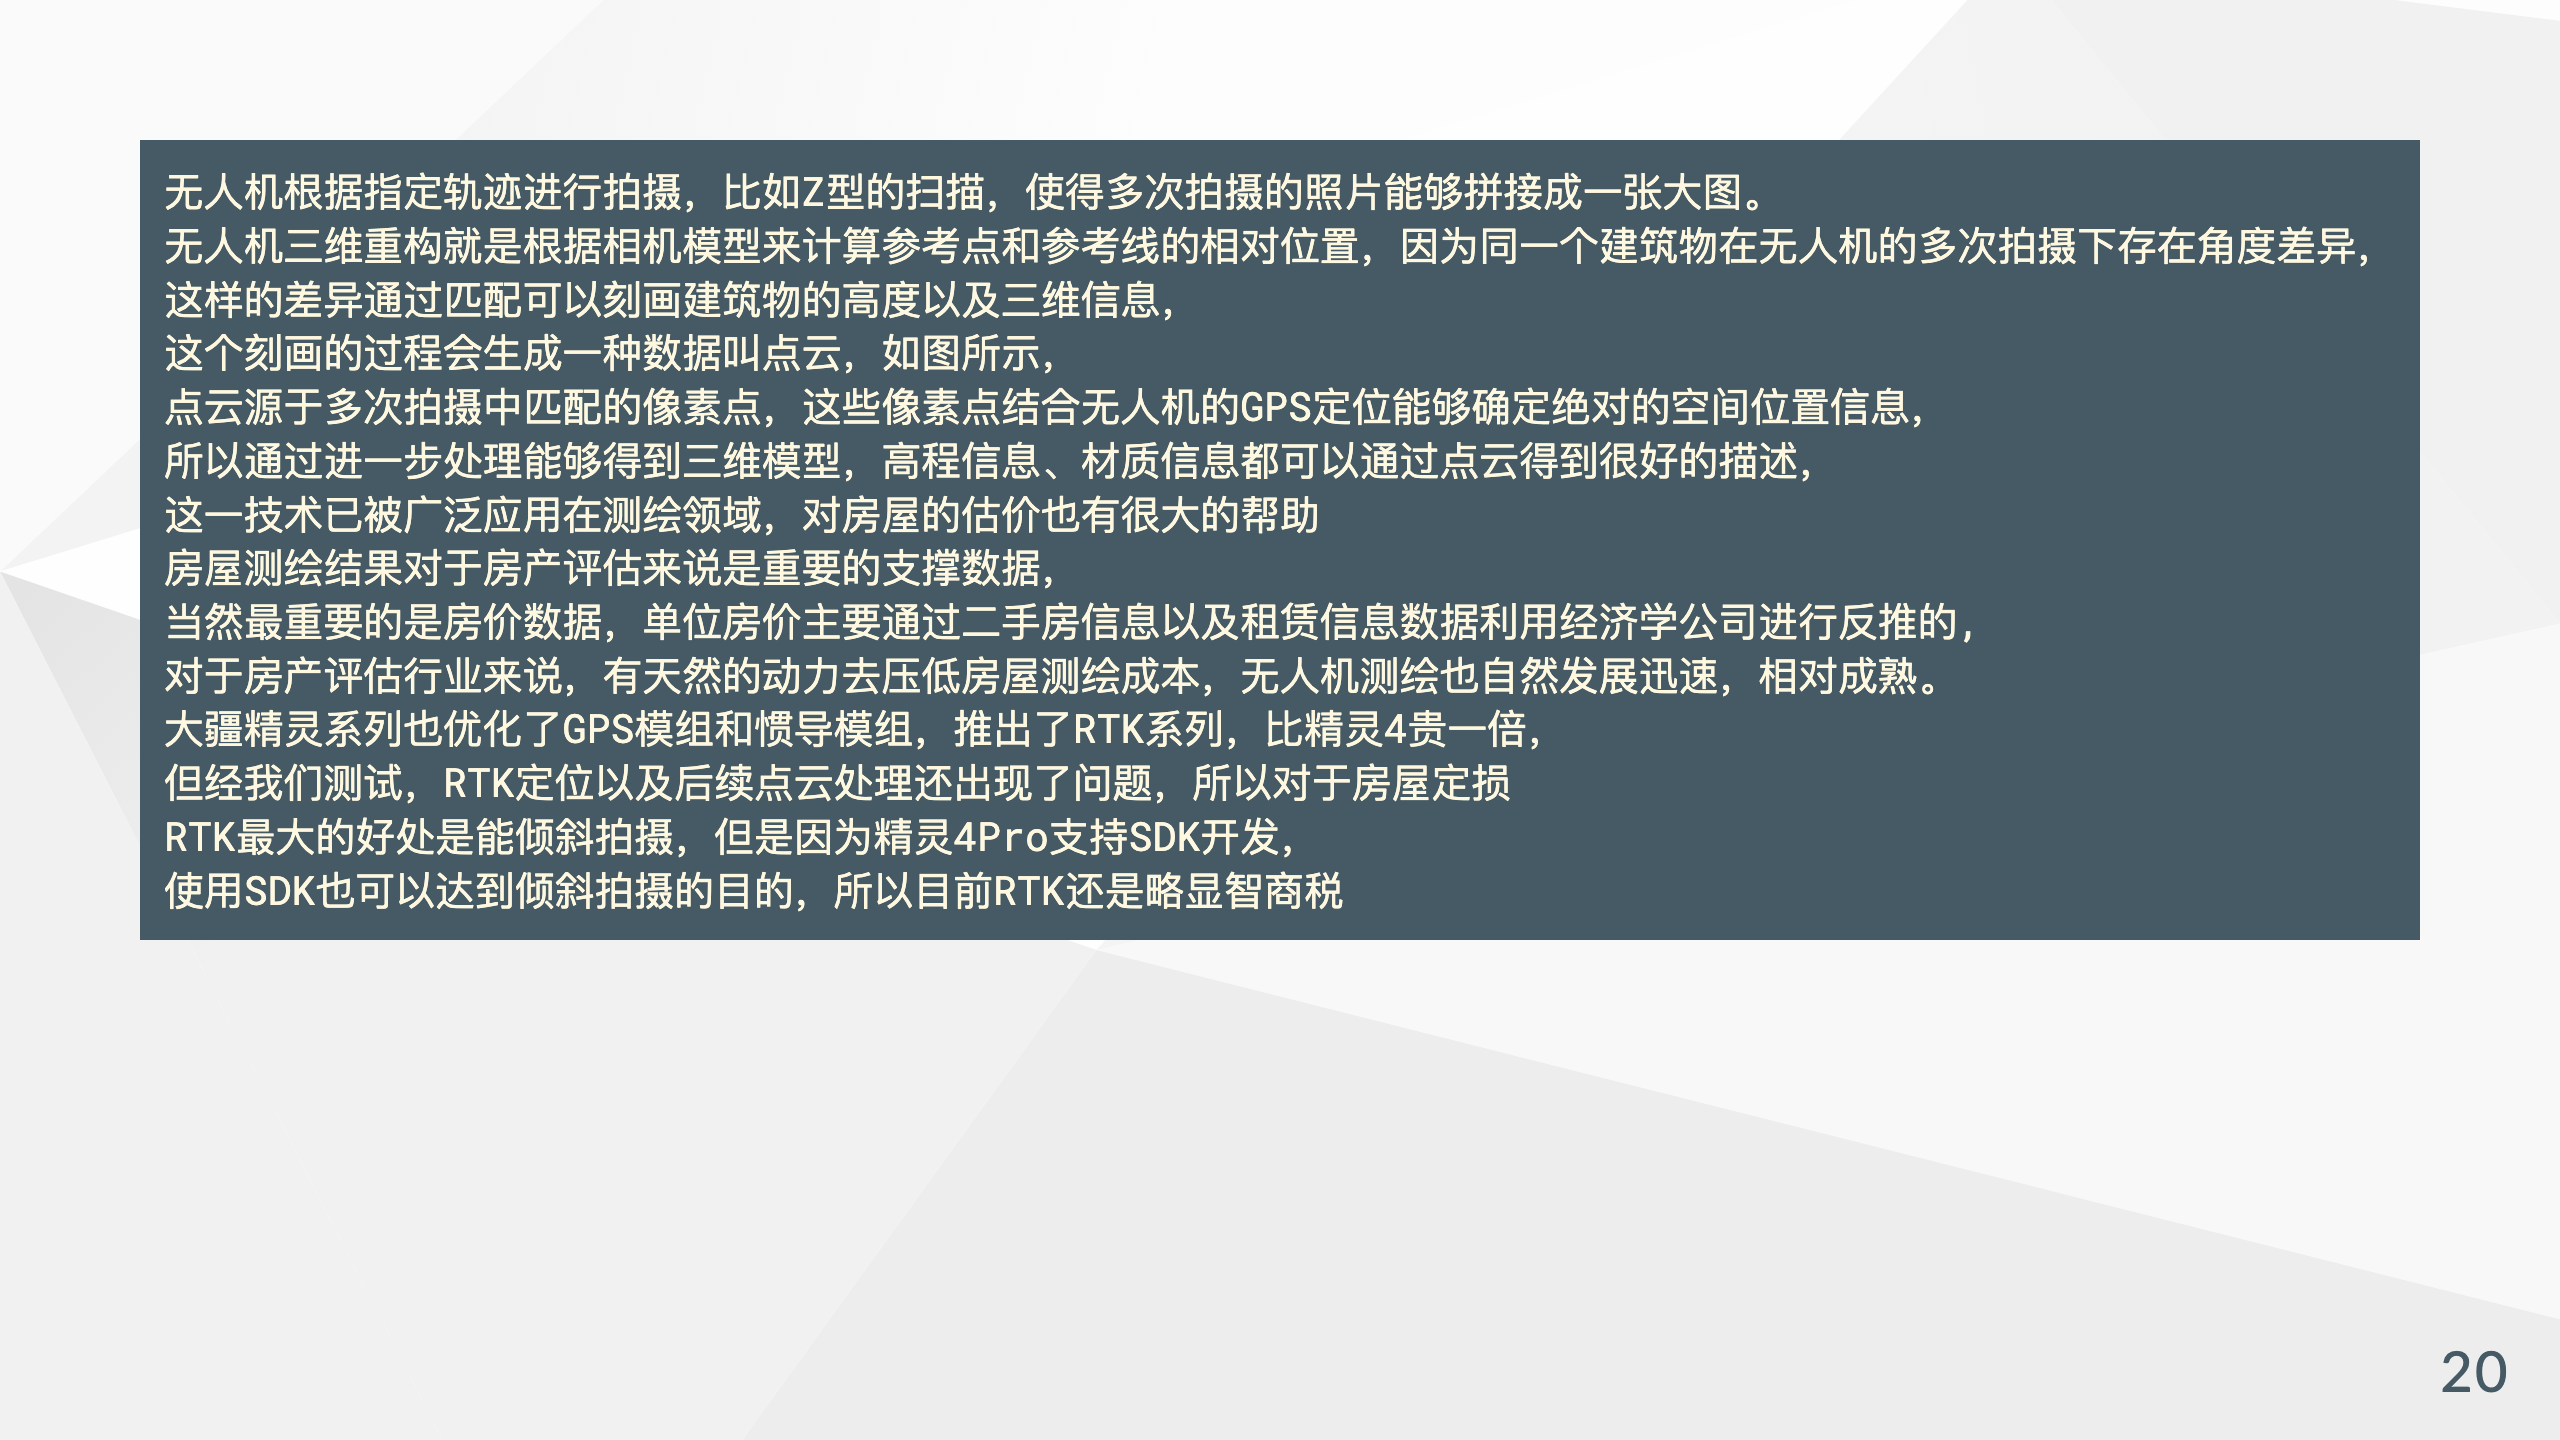 无人机根据指定轨迹进行拍摄，比如Z型的扫描，使得多次拍摄的照片能够拼接成一张大图。
无人机三维重构就是根据相机模型来计算参考点和参考线的相对位置，因为同一个建筑物在无人机的多次拍摄下存在角度差异，
这样的差异通过匹配可以刻画建筑物的高度以及三维信息，
这个刻画的过程会生成一种数据叫点云，如图所示，
点云源于多次拍摄中匹配的像素点，这些像素点结合无人机的GPS定位能够确定绝对的空间位置信息，
所以通过进一步处理能够得到三维模型，高程信息、材质信息都可以通过点云得到很好的描述，
这一技术已被广泛应用在测绘领域，对房屋的估价也有很大的帮助
房屋测绘结果对于房产评估来说是重要的支撑数据，
当然最重要的是房价数据，单位房价主要通过二手房信息以及租赁信息数据利用经济学公司进行反推的，
对于房产评估行业来说，有天然的动力去压低房屋测绘成本，无人机测绘也自然发展迅速，相对成熟。
大疆精灵系列也优化了GPS模组和惯导模组，推出了RTK系列，比精灵4贵一倍，
但经我们测试，RTK定位以及后续点云处理还出现了问题，所以对于房屋定损
RTK最大的好处是能倾斜拍摄，但是因为精灵4Pro支持SDK开发，
使用SDK也可以达到倾斜拍摄的目的，所以目前RTK还是略显智商税
20